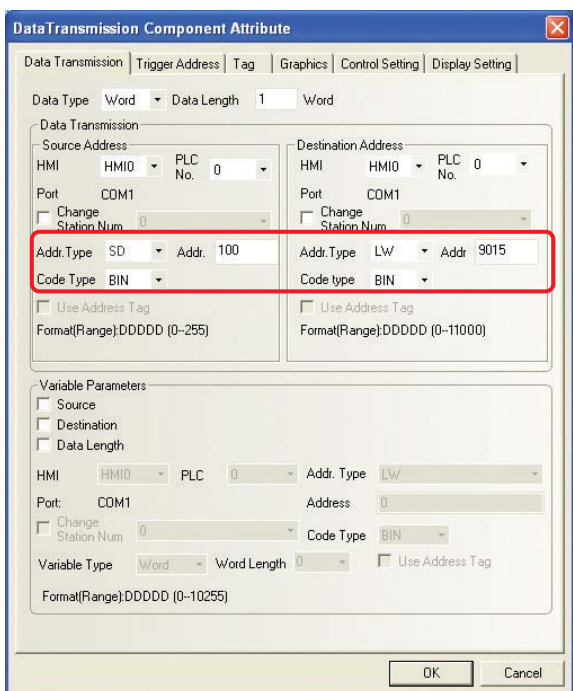 DataTransmission Component Attribute
Data Transmission Trigger Address Tag Graphics Control Setting Display Setting
Data Type Word Data Length 1 Word
Data Transmission
Source Address
HMI HMI0 PLC No. 0
Port COM1
Change Station Num 0
Addr.Type SD Addr. 100
Code Type BIN
Use Address Tag
Format(Range):DDDDD (0--255)
Destination Address
HMI HMI0 PLC No. 0
Port COM1
Change Station Num 0
Addr.Type LW Addr 9015
Code type BIN
Use Address Tag
Format(Range):DDDDD (0--11000)
Variable Parameters
Source
Destination
Data Length
HMI HMI0 PLC 0 Addr. Type LW
Port: COM1 Address 0
Change Station Num 0 Code Type BIN
Variable Type Word Word Length 0 Use Address Tag
Format(Range):DDDDD (0--10255)
OK Cancel